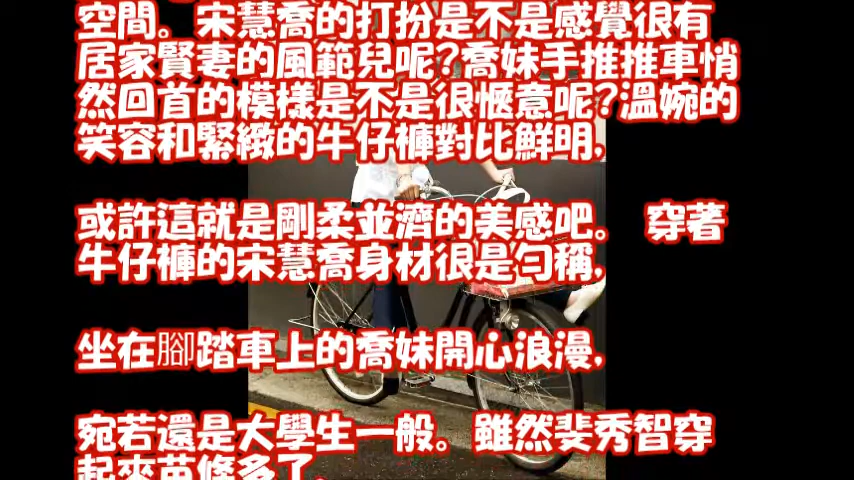 空間。 宋慧喬的打扮是不是感覺很有
居家賢妻的風範兒呢?喬妹手推推車悄
然回首的模樣是不是很愜意呢?溫婉的
笑容和緊緻的牛仔褲對比鮮明,
或許這就是剛柔並濟的美感吧。 穿著
牛仔褲的宋慧喬身材很是勻稱,
坐在腳踏車上的喬妹開心浪漫,
宛若還是大學生一般。 雖然裴秀智穿
起來苗條多了,